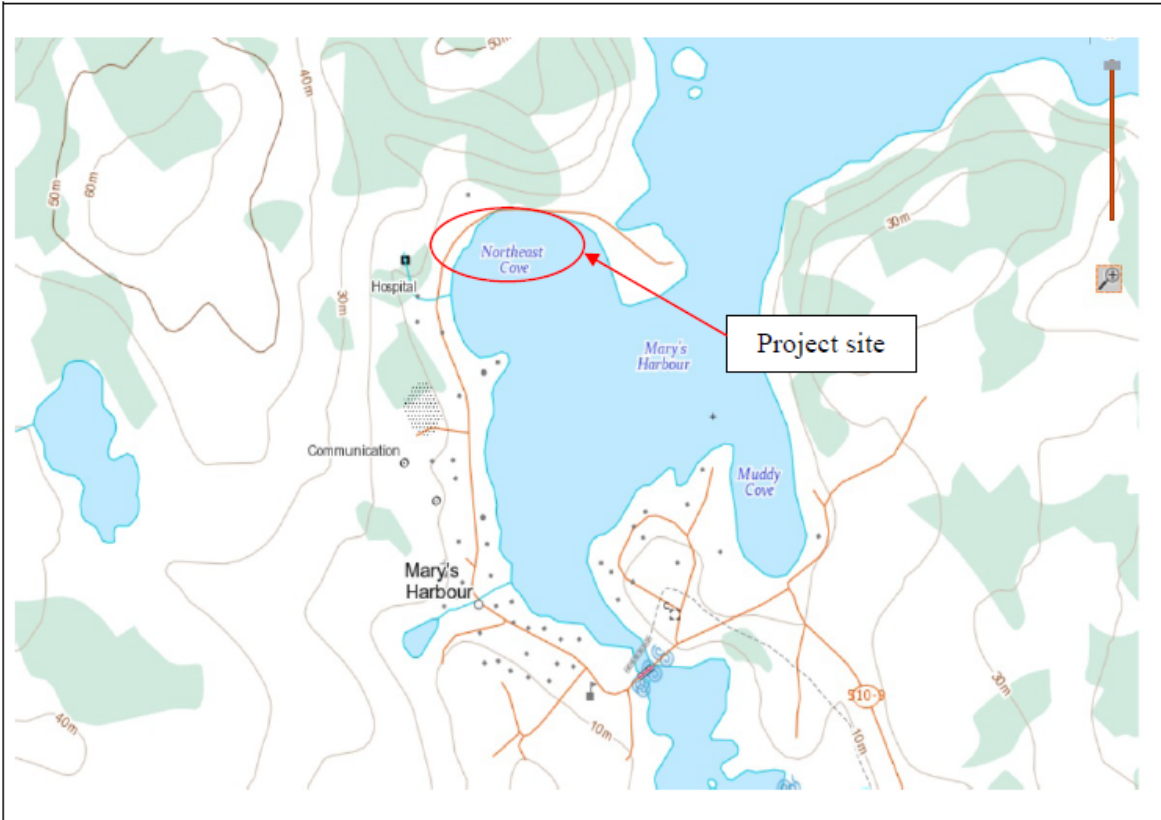 50m
40m
50m
60m
30m
Northeast
Cove
Hospital
30m
Project site
Mary's
Harbour
Communication
Muddy
Cove
Mary's
Harbour
C
510-9
30m
40m
10m
10m